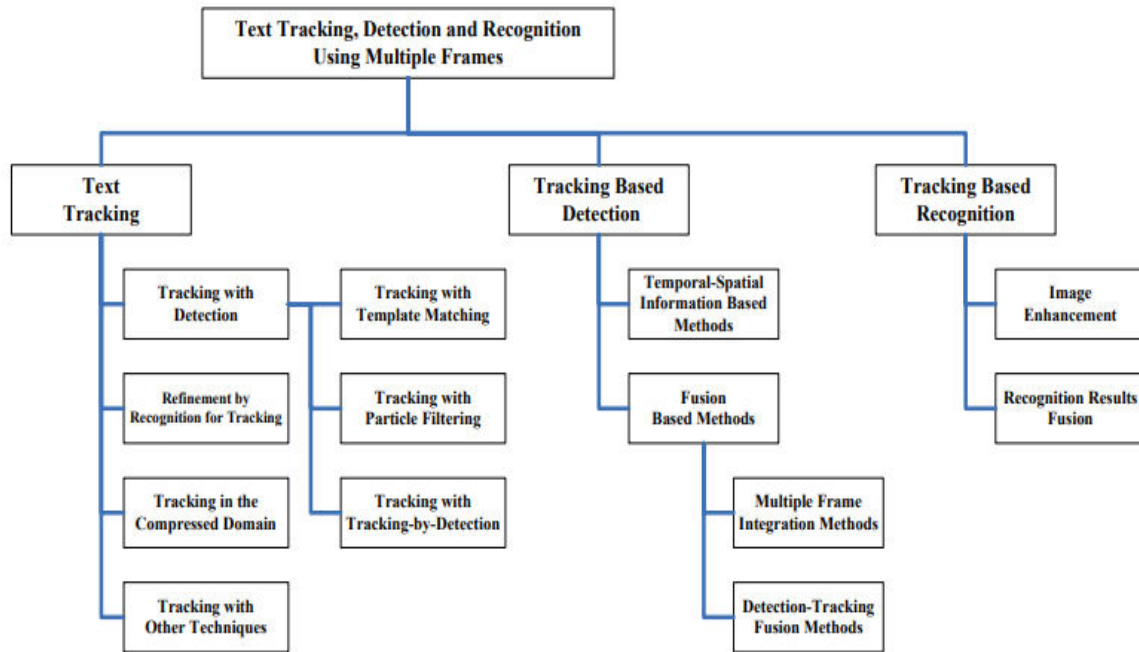 Text Tracking, Detection and Recognition
Using Multiple Frames
Text
Tracking
Tracking Based
Detection
Tracking Based
Recognition
Tracking with
Detection
Tracking with
Template Matching
Temporal-Spatial
Information Based
Methods
Image
Enhancement
Refinement by
Recognition for Tracking
Tracking with
Particle Filtering
Fusion
Based Methods
Recognition Results
Fusion
Tracking in the
Compressed Domain
Tracking with
Tracking-by-Detection
Multiple Frame
Integration Methods
Tracking with
Other Techniques
Detection-Tracking
Fusion Methods